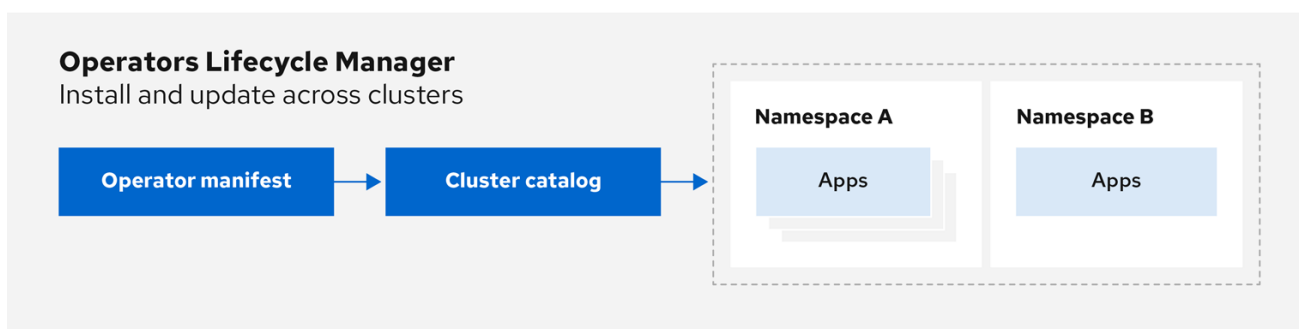 Operators Lifecycle Manager
Install and update across clusters
Operator manifest
Cluster catalog
Namespace A
Apps
Namespace B
Apps